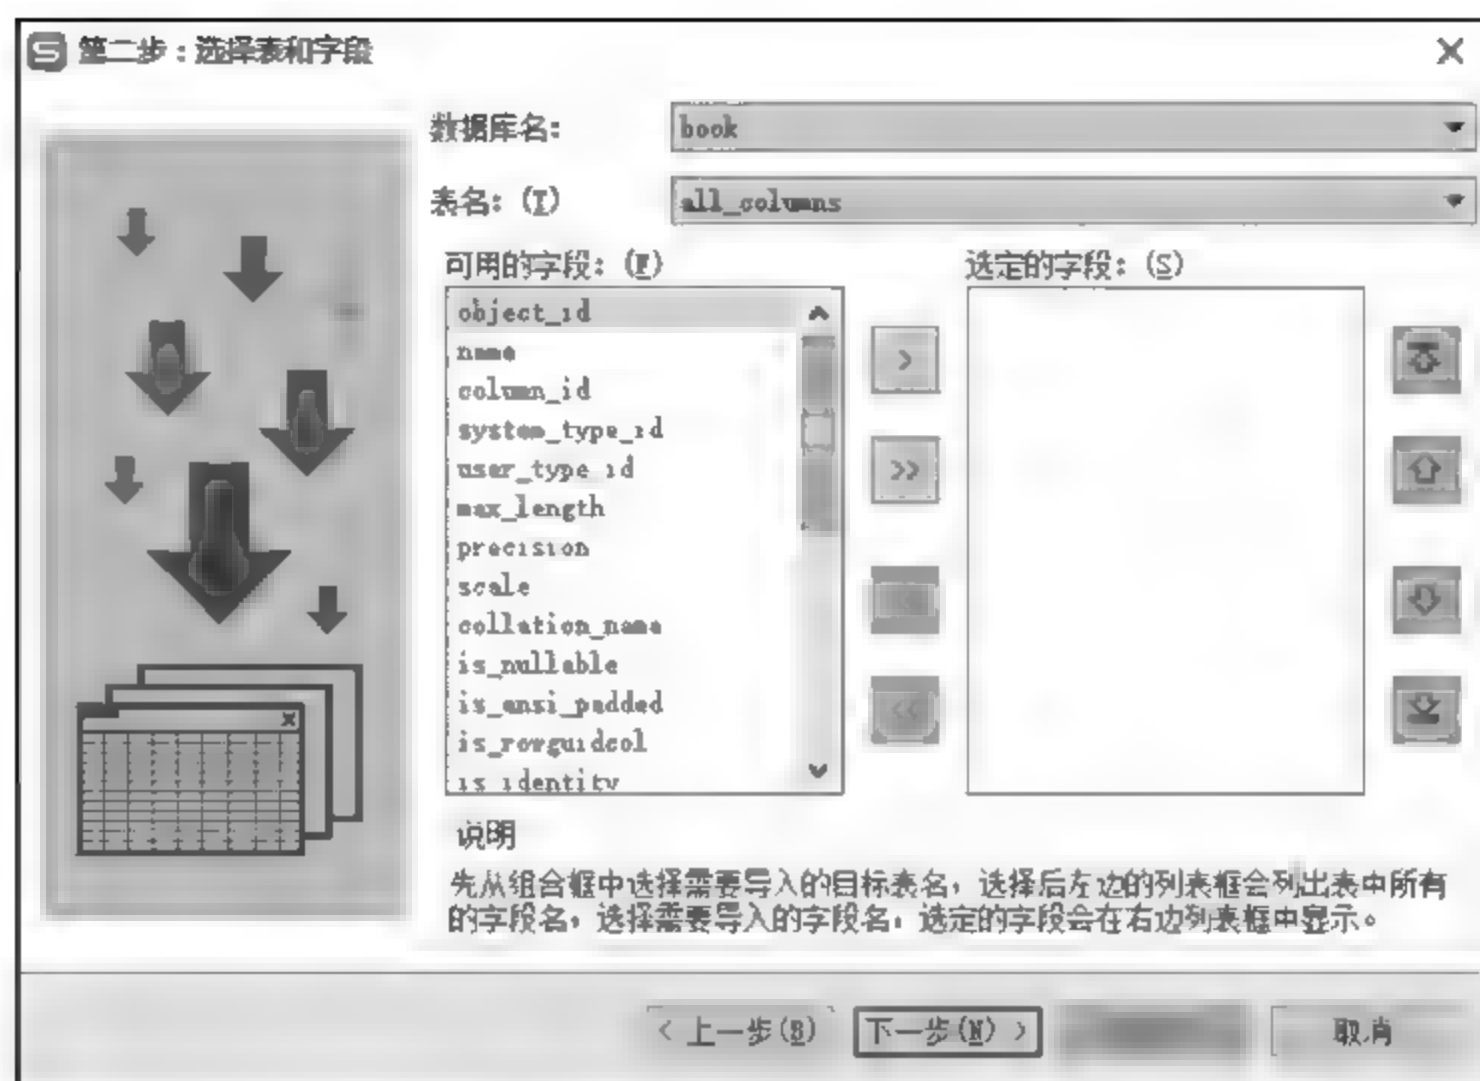 第二步：选择表和字段
数据库名：
book
表名：(T)
all_columns
可用的字段：(F)
选定的字段：(S)
object_id
name
column_id
system_type_id
user_type_id
max_length
precision
scale
collation_name
is_nullable
is_ansi_padded
is_rowguidcol
is_identity
>
>>
<
<<
说明
先从组合框中选择需要导入的目标表名，选择后左边的列表框会列出表中所有
的字段名，选择需要导入的字段名，选定的字段会在右边列表框中显示。
< 上一步(B)
下一步(N) >
取消